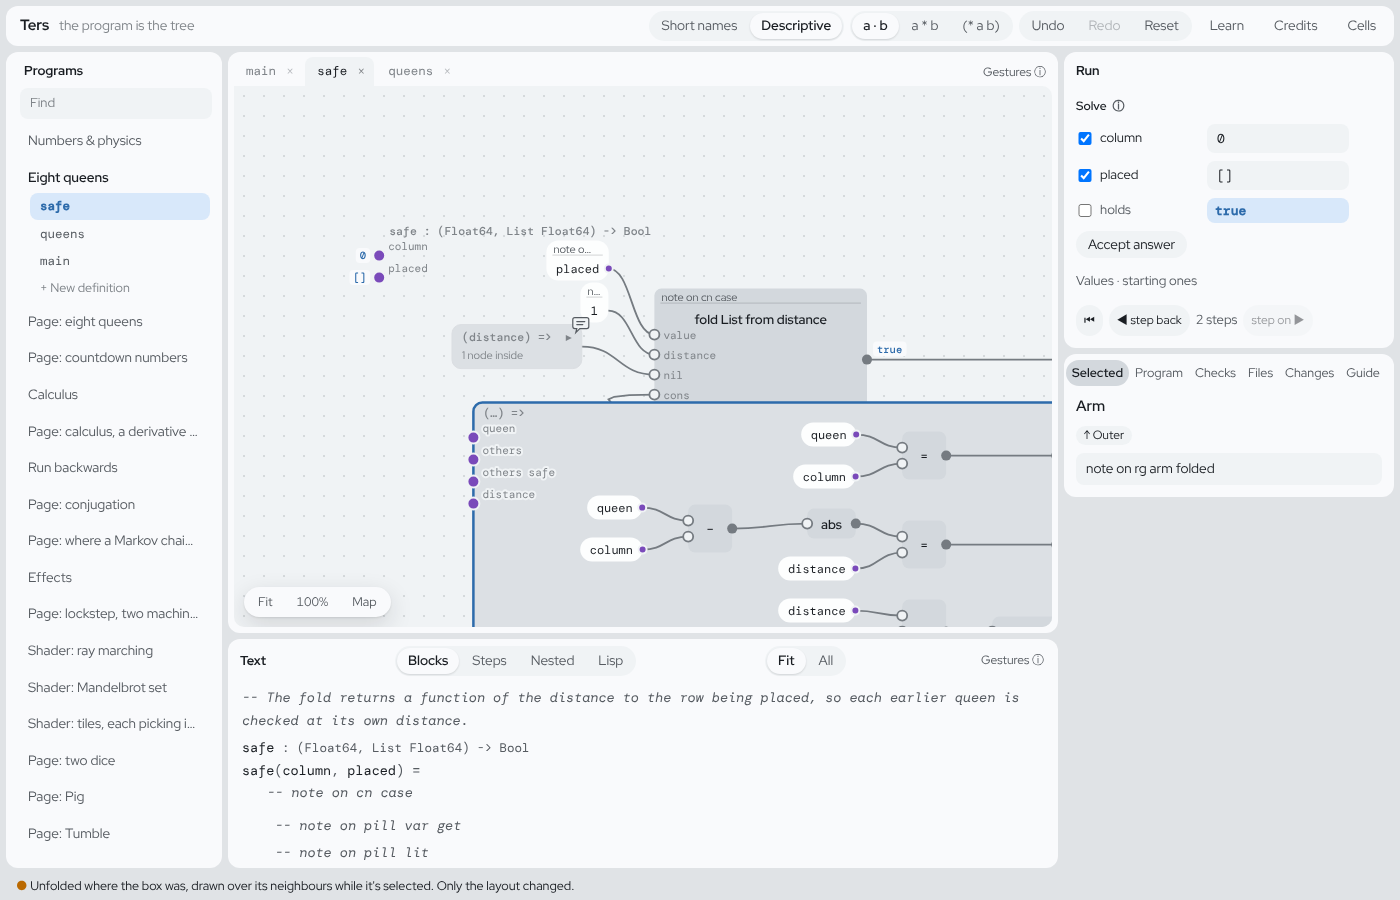 Ters the program is the tree
Short names Descriptive a · b a * b (* a b) Undo Redo Reset Learn Credits Cells
Programs
Find
Numbers & physics
Eight queens
safe
queens
main
+ New definition
Page: eight queens
Page: countdown numbers
Calculus
Page: calculus, a derivative ...
Run backwards
Page: conjugation
Page: where a Markov chai...
Effects
Page: lockstep, two machin...
Shader: ray marching
Shader: Mandelbrot set
Shader: tiles, each picking i...
Page: two dice
Page: Pig
Page: Tumble
main × safe × queens ×
Gestures ⓘ
safe : (Float64, List Float64) -> Bool
0 column
[] placed
note o...
placed
n...
1
(distance) => ▸
1 node inside
note on cn case
fold List from distance
value
distance
nil
cons
true
(…) =>
queen
others
others safe
distance
queen
column
=
queen
column
-
abs
distance
=
distance
Fit 100% Map
Text
Blocks Steps Nested Lisp
Fit All
Gestures ⓘ
-- The fold returns a function of the distance to the row being placed, so each earlier queen is
checked at its own distance.
safe : (Float64, List Float64) -> Bool
safe(column, placed) =
-- note on cn case
-- note on pill var get
-- note on pill lit
Run
Solve ⓘ
column 0
placed []
holds true
Accept answer
Values · starting ones
⏮ ◀ step back 2 steps step on ▶
Selected Program Checks Files Changes Guide
Arm
↑ Outer
note on rg arm folded
Unfolded where the box was, drawn over its neighbours while it's selected. Only the layout changed.